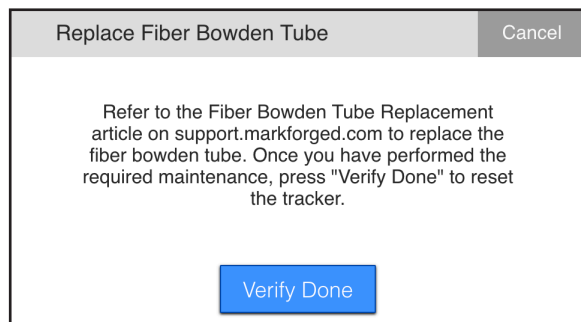 Replace Fiber Bowden Tube
Cancel
Refer to the Fiber Bowden Tube Replacement
article on support.markforged.com to replace the
fiber bowden tube. Once you have performed the
required maintenance, press "Verify Done" to reset
the tracker.
Verify Done